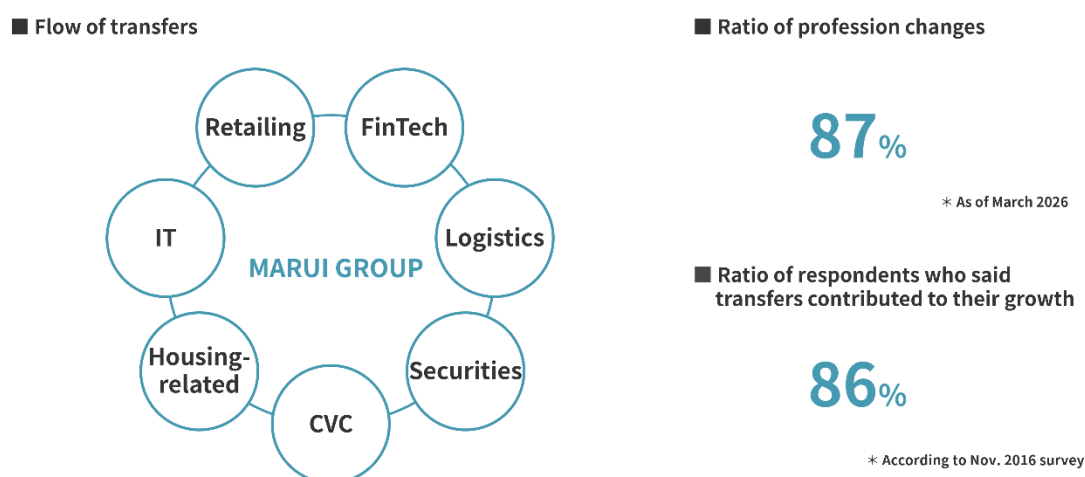 ■ Flow of transfers
Retailing
FinTech
IT
Logistics
MARUI GROUP
Housing-
related
Securities
CVC
■ Ratio of profession changes
87%
* As of March 2026
■ Ratio of respondents who said
transfers contributed to their growth
86%
* According to Nov. 2016 survey